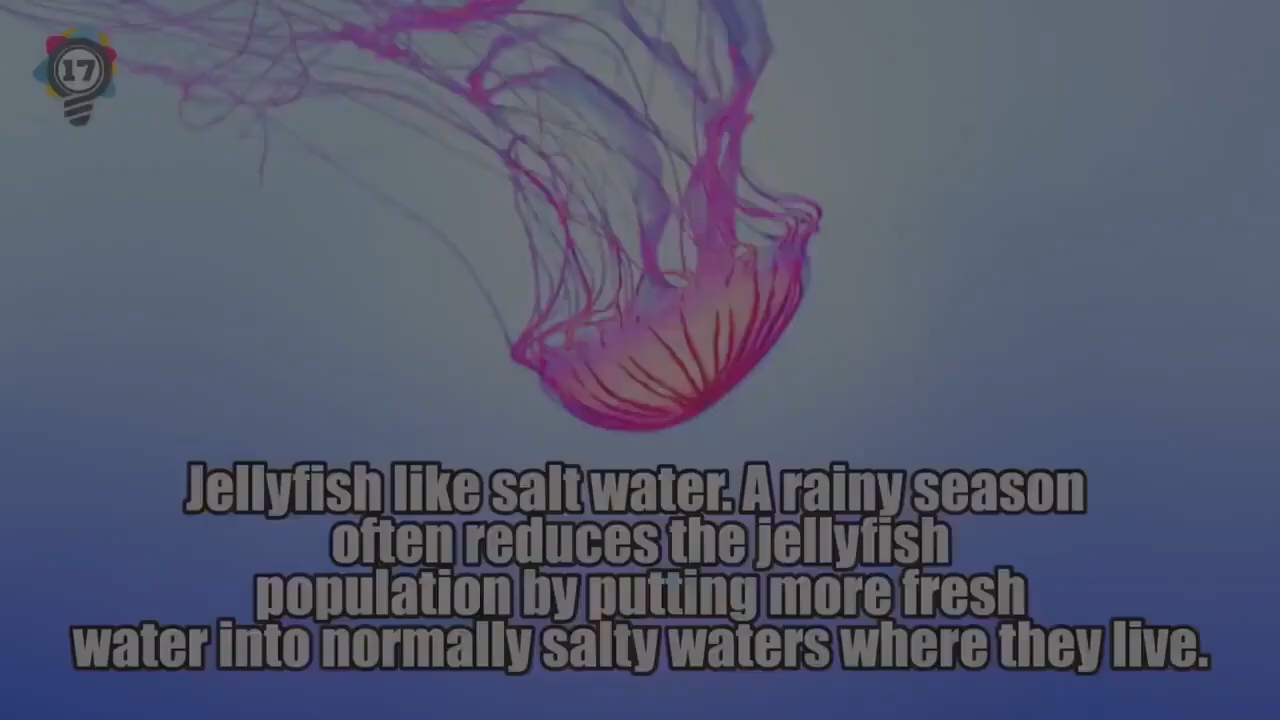 17
Jellyfish like salt water. A rainy season
often reduces the jellyfish
population by putting more fresh
water into normally salty waters where they live.